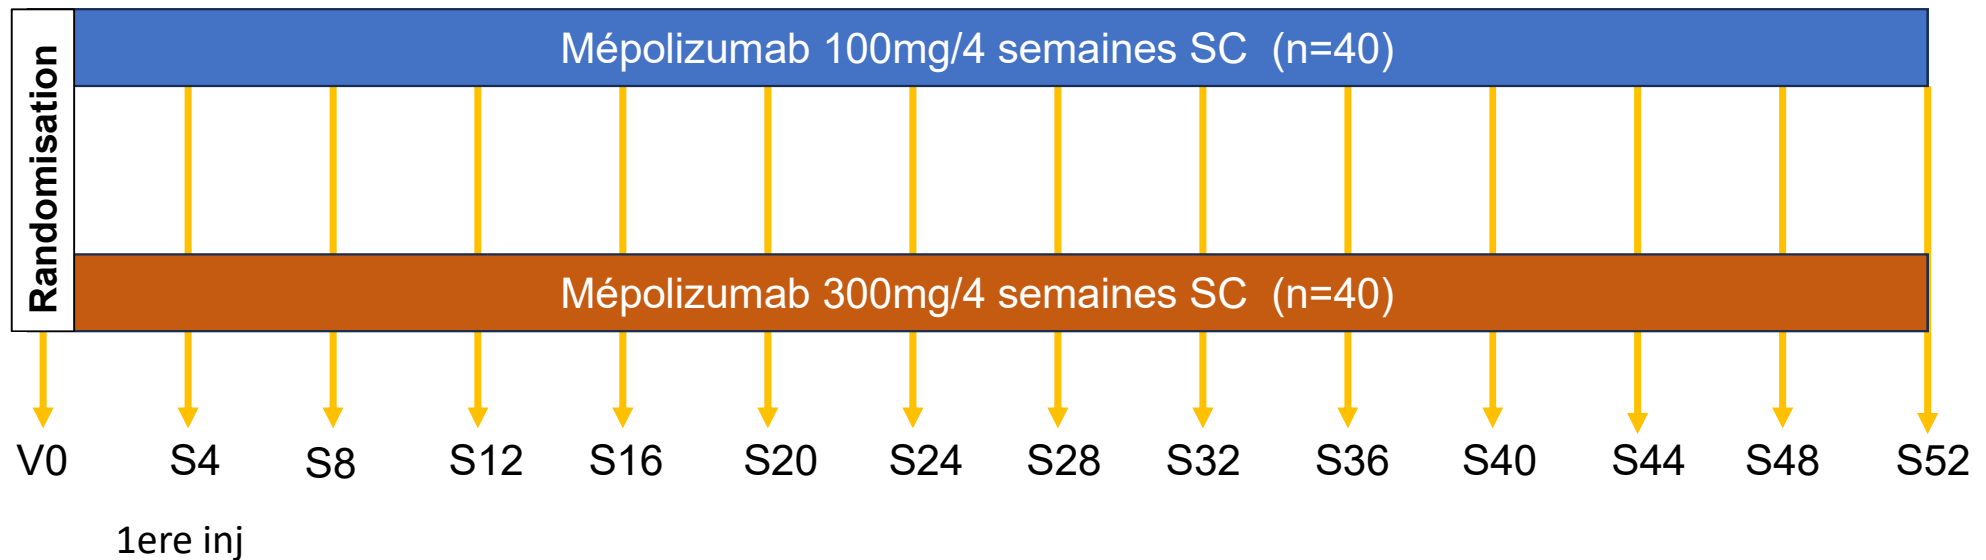 Randomisation
Mépolizumab 100mg/4 semaines SC (n=40)
Mépolizumab 300mg/4 semaines SC (n=40)
V0 S4 S8 S12 S16 S20 S24 S28 S32 S36 S40 S44 S48 S52
1ere inj